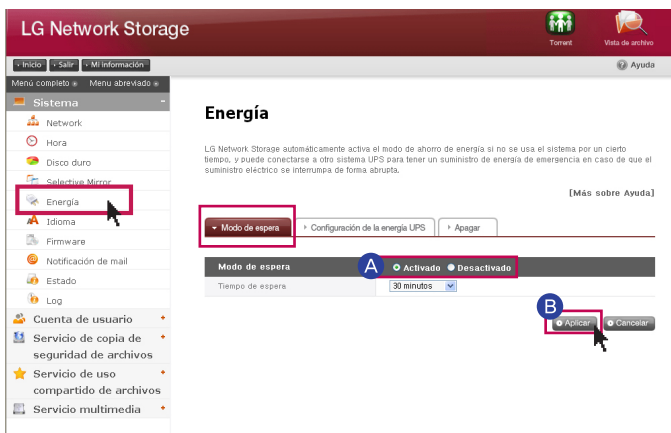 LG Network Storage
Torrent
Vista de archivo
Inicio Salir Mi información
Ayuda
Menú completo Menu abreviado
Sistema -
Network
Hora
Disco duro
Selective Mirror
Energía
Idioma
Firmware
Notificación de mail
Estado
Log
Cuenta de usuario +
Servicio de copia de +
seguridad de archivos
Servicio de uso +
compartido de archivos
Servicio multimedia +
Energía
LG Network Storage automáticamente activa el modo de ahorro de energía si no se usa el sistema por un cierto
tiempo, y puede conectarse a otro sistema UPS para tener un suministro de energía de emergencia en caso de que el
suministro eléctrico se interrumpa de forma abrupta.
[Más sobre Ayuda]
Modo de espera
Configuración de la energía UPS
Apagar
Modo de espera
A
Activado Desactivado
Tiempo de espera
30 minutos
B
Aplicar
Cancelar